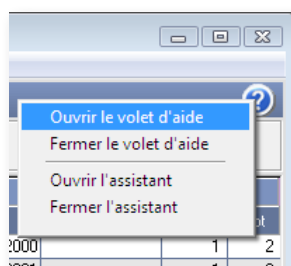 Ouvrir le volet d'aide
Fermer le volet d'aide
Ouvrir l'assistant
Fermer l'assistant
2000 1 2